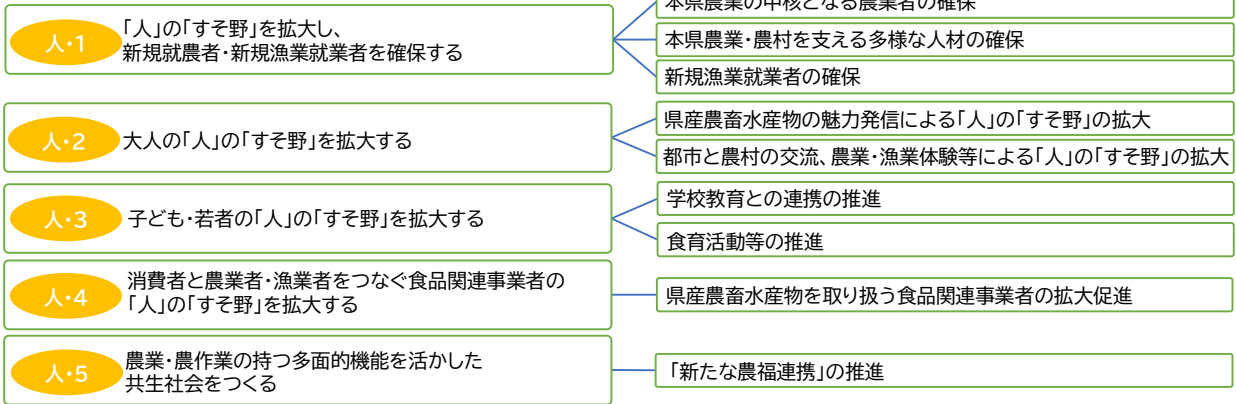 本県農業の中核となる農業者の確保
人・1
「人」の「すそ野」を拡大し、
新規就農者・新規漁業就業者を確保する
本県農業・農村を支える多様な人材の確保
新規漁業就業者の確保
人・2
大人の「人」の「すそ野」を拡大する
県産農畜水産物の魅力発信による「人」の「すそ野」の拡大
都市と農村の交流、農業・漁業体験等による「人」の「すそ野」の拡大
人・3
子ども・若者の「人」の「すそ野」を拡大する
学校教育との連携の推進
食育活動等の推進
人・4
消費者と農業者・漁業者をつなぐ食品関連事業者の
「人」の「すそ野」を拡大する
県産農畜水産物を取り扱う食品関連事業者の拡大促進
人・5
農業・農作業の持つ多面的機能を活かした
共生社会をつくる
「新たな農福連携」の推進